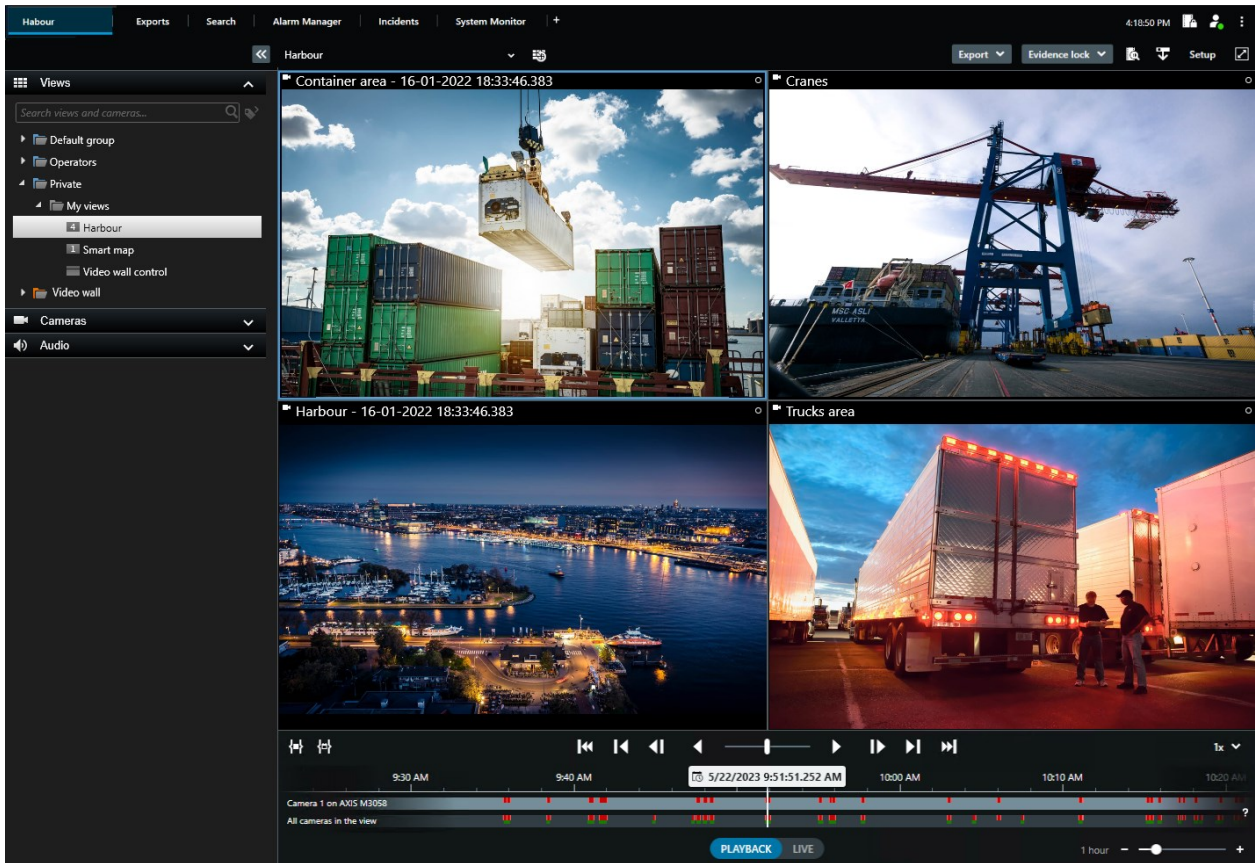 Habour Exports Search Alarm Manager Incidents System Monitor + 4:18:50 PM
Harbour Export Evidence lock Setup
Views
Search views and cameras...
Default group
Operators
Private
My views
4 Harbour
1 Smart map
Video wall control
Video wall
Cameras
Audio
Container area - 16-01-2022 18:33:46.383
Cranes
MSC ASLI
VALLETTA
Harbour - 16-01-2022 18:33:46.383
Trucks area
1x
9:30 AM 9:40 AM 5/22/2023 9:51:51.252 AM 10:00 AM 10:10 AM 10:20 AM
Camera 1 on AXIS M3058
All cameras in the view ?
PLAYBACK LIVE 1 hour - +